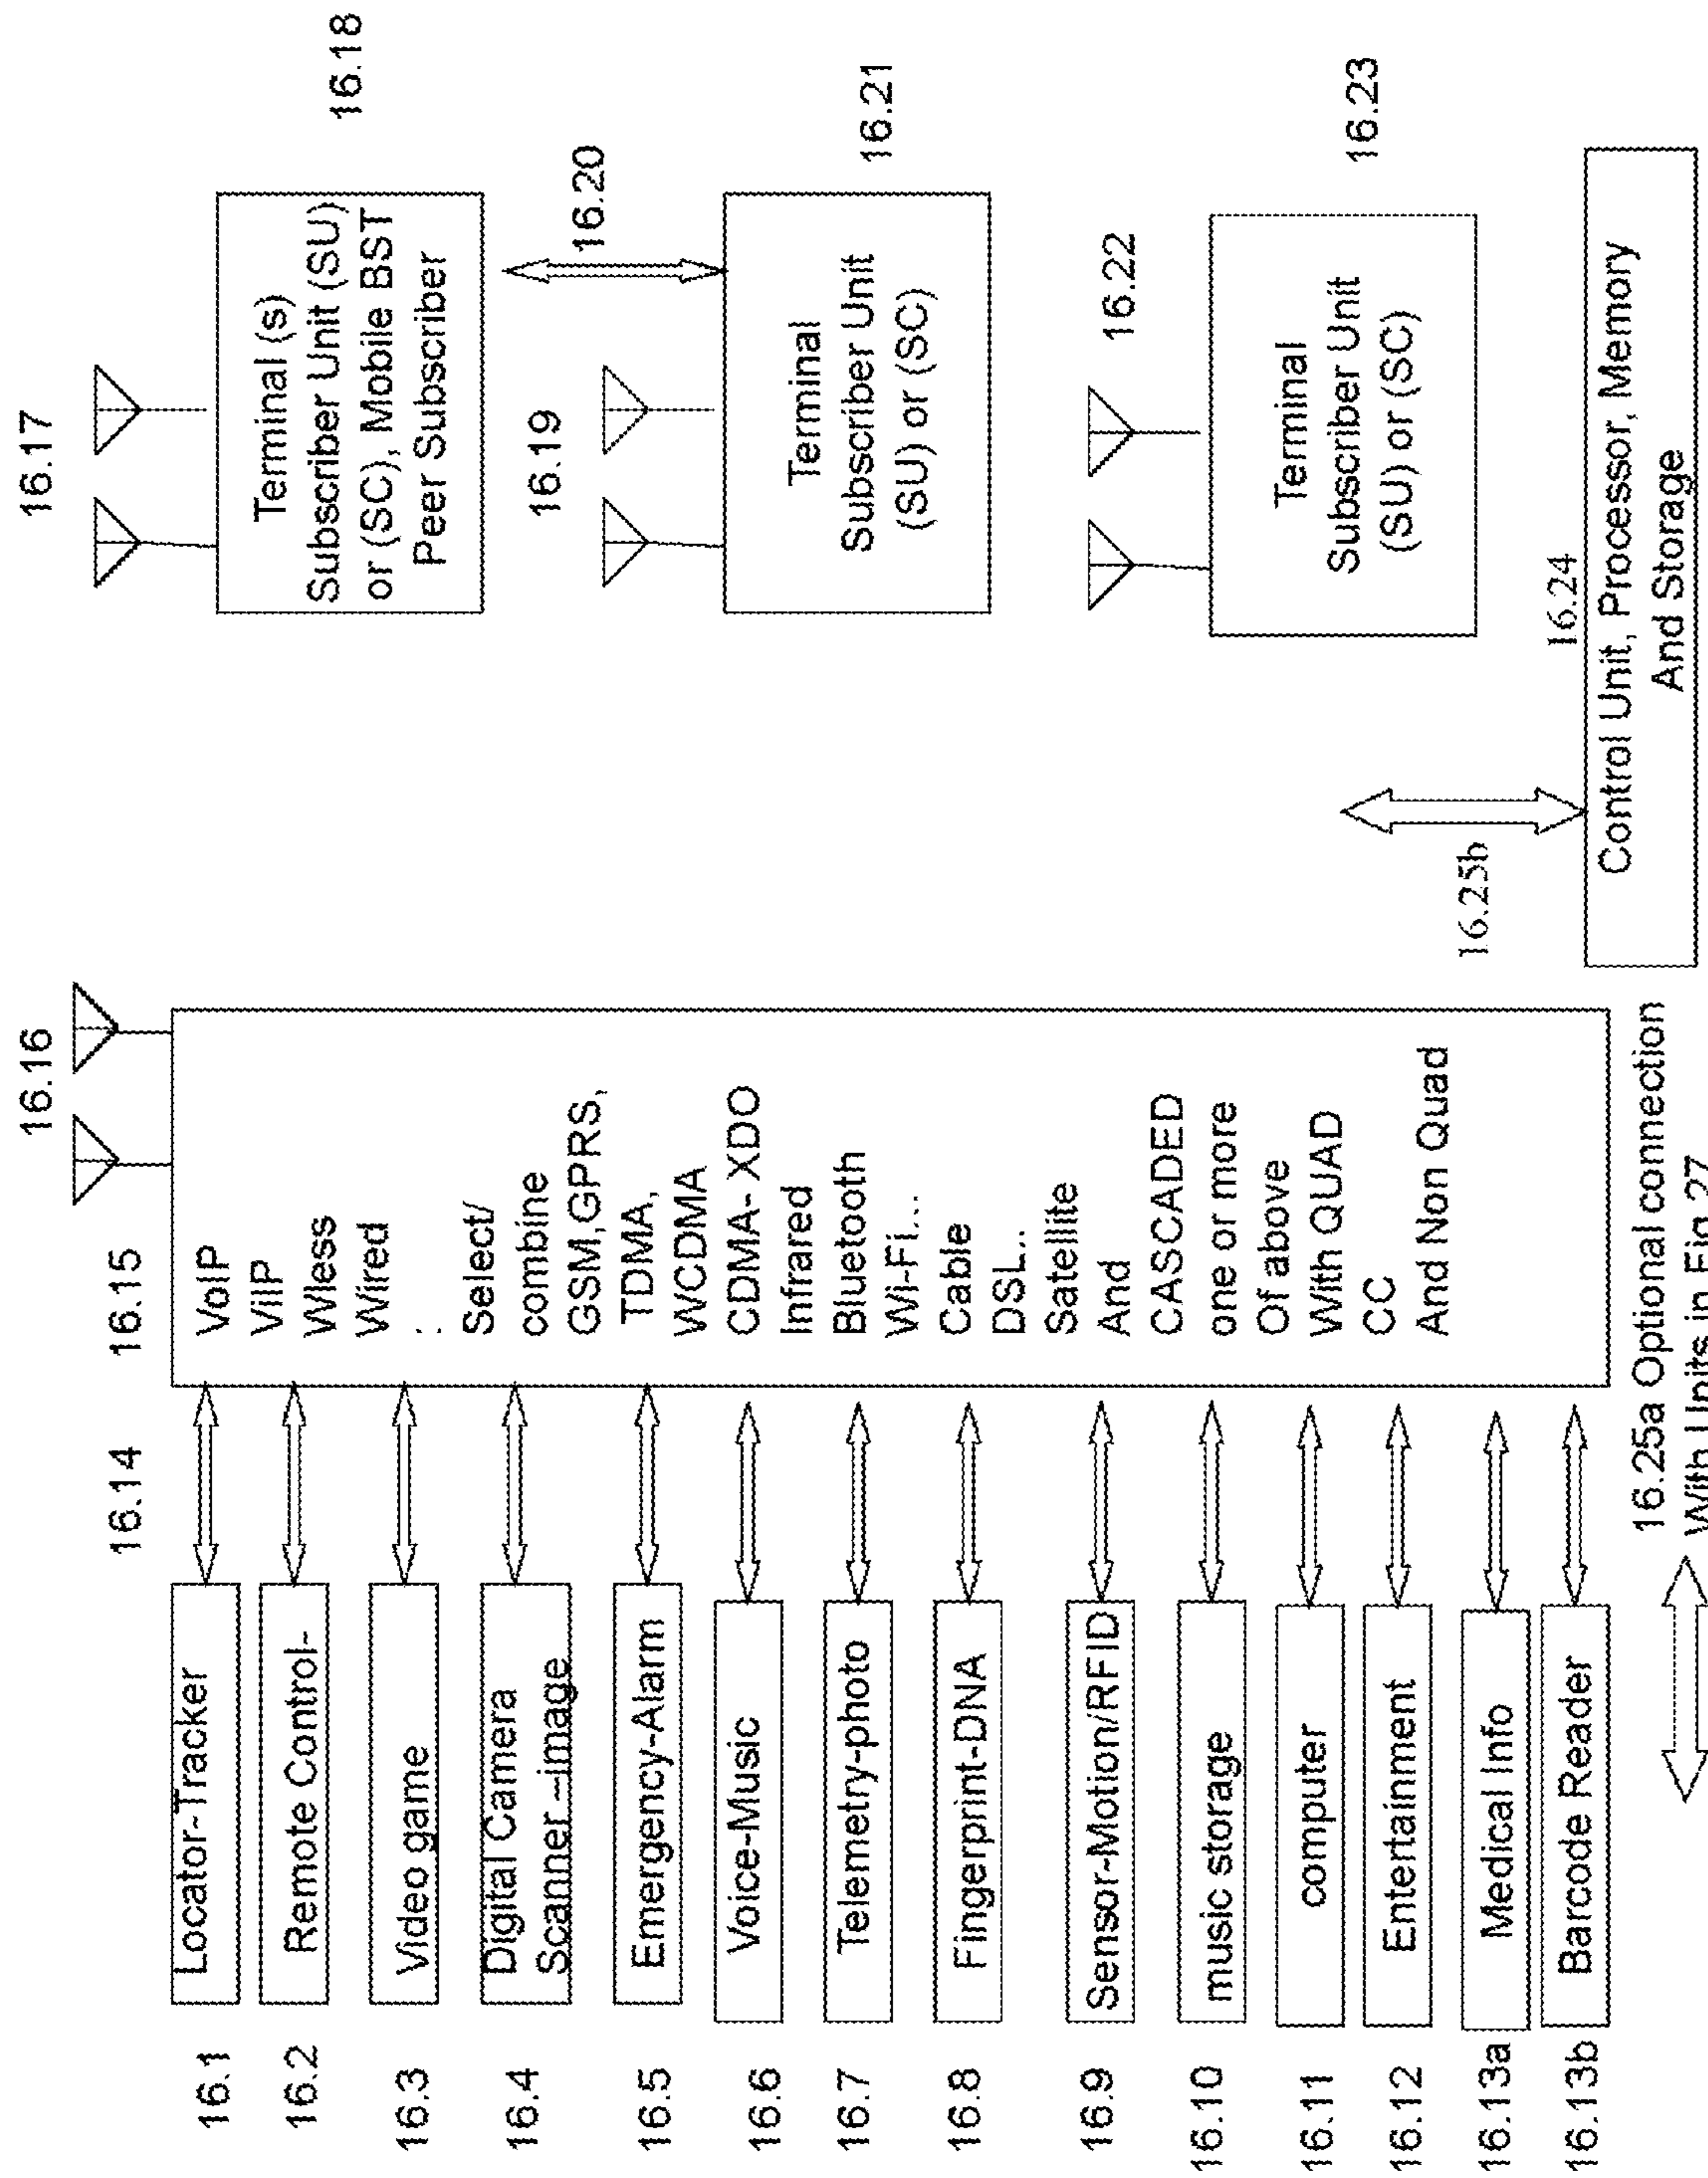 16.1
Locator-Tracker
16.2
Remote Control-
16.3
Video game
16.4
Digital Camera
Scanner –image
16.5
Emergency-Alarm
16.6
Voice-Music
16.7
Telemetry-photo
16.8
Fingerprint-DNA
16.9
Sensor-Motion/RFID
16.10
music storage
16.11
computer
16.12
Entertainment
16.13a
Medical Info
16.13b
Barcode Reader
16.14
16.15
16.16
VoIP
ViIP
Wless
Wired
:
Select/
combine
GSM,GPRS,
TDMA,
WCDMA
CDMA- XDO
Infrared
Bluetooth
Wi-Fi...
Cable
DSL..
Satellite
And
CASCADED
one or more
Of above
With QUAD
CC
And Non Quad
16.25a Optional connection
With Units in Fig 27
16.17
Terminal (s)
Subscriber Unit (SU)
or (SC), Mobile BST
Peer Subscriber
16.18
16.20
16.19
Terminal
Subscriber Unit
(SU) or (SC)
16.21
16.22
Terminal
Subscriber Unit
(SU) or (SC)
16.23
16.25b
16.24
Control Unit, Processor, Memory
And Storage